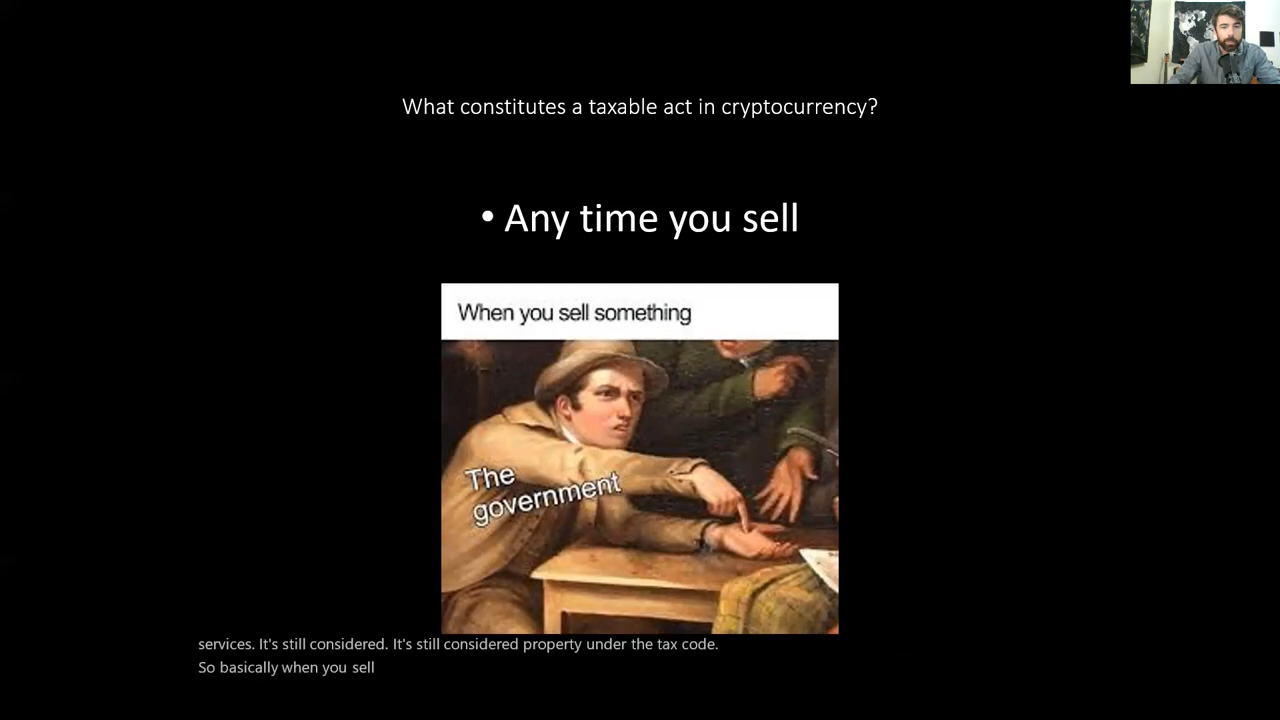 What constitutes a taxable act in cryptocurrency?
• Any time you sell
When you sell something
The
government
services. It's still considered. It's still considered property under the tax code.
So basically when you sell